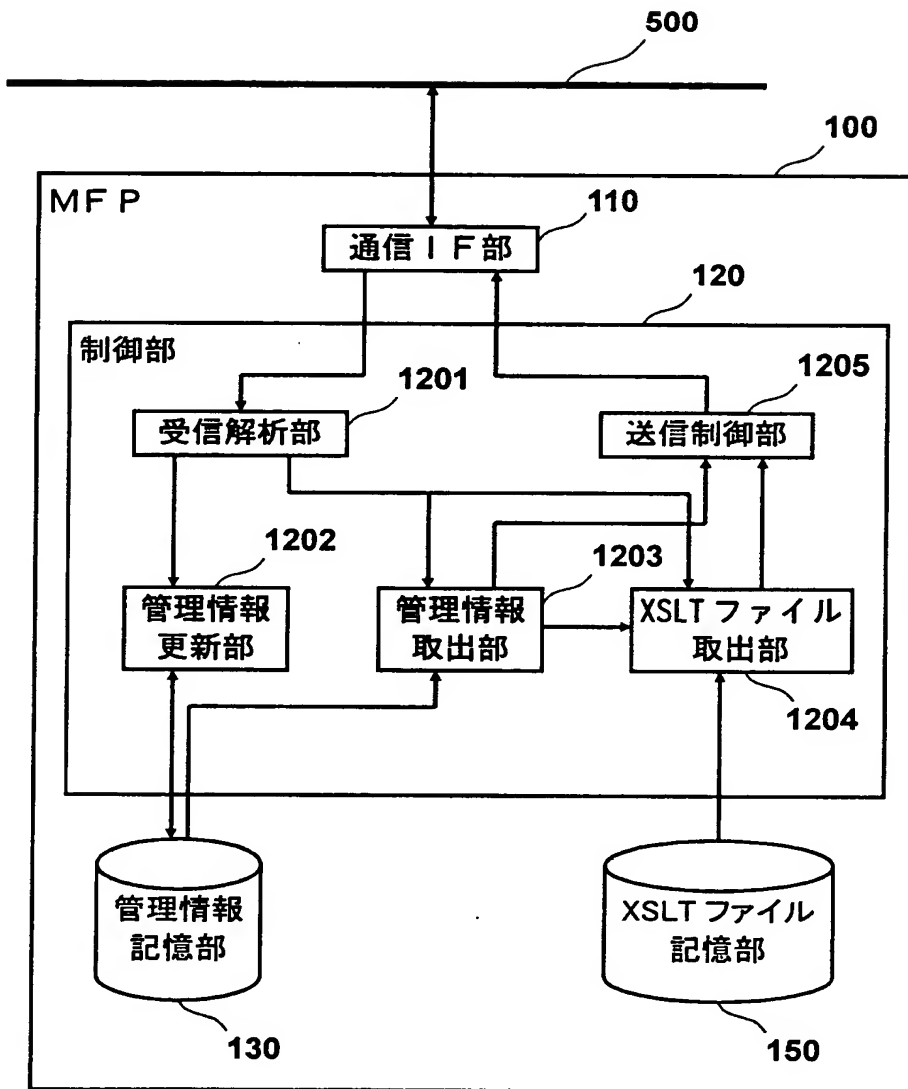 500
100
MFP
110
通信IF部
120
制御部
1201
1205
受信解析部
送信制御部
1202
1203
管理情報
更新部
管理情報
取出部
XSLTファイル
取出部
1204
管理情報
記憶部
XSLTファイル
記憶部
130
150